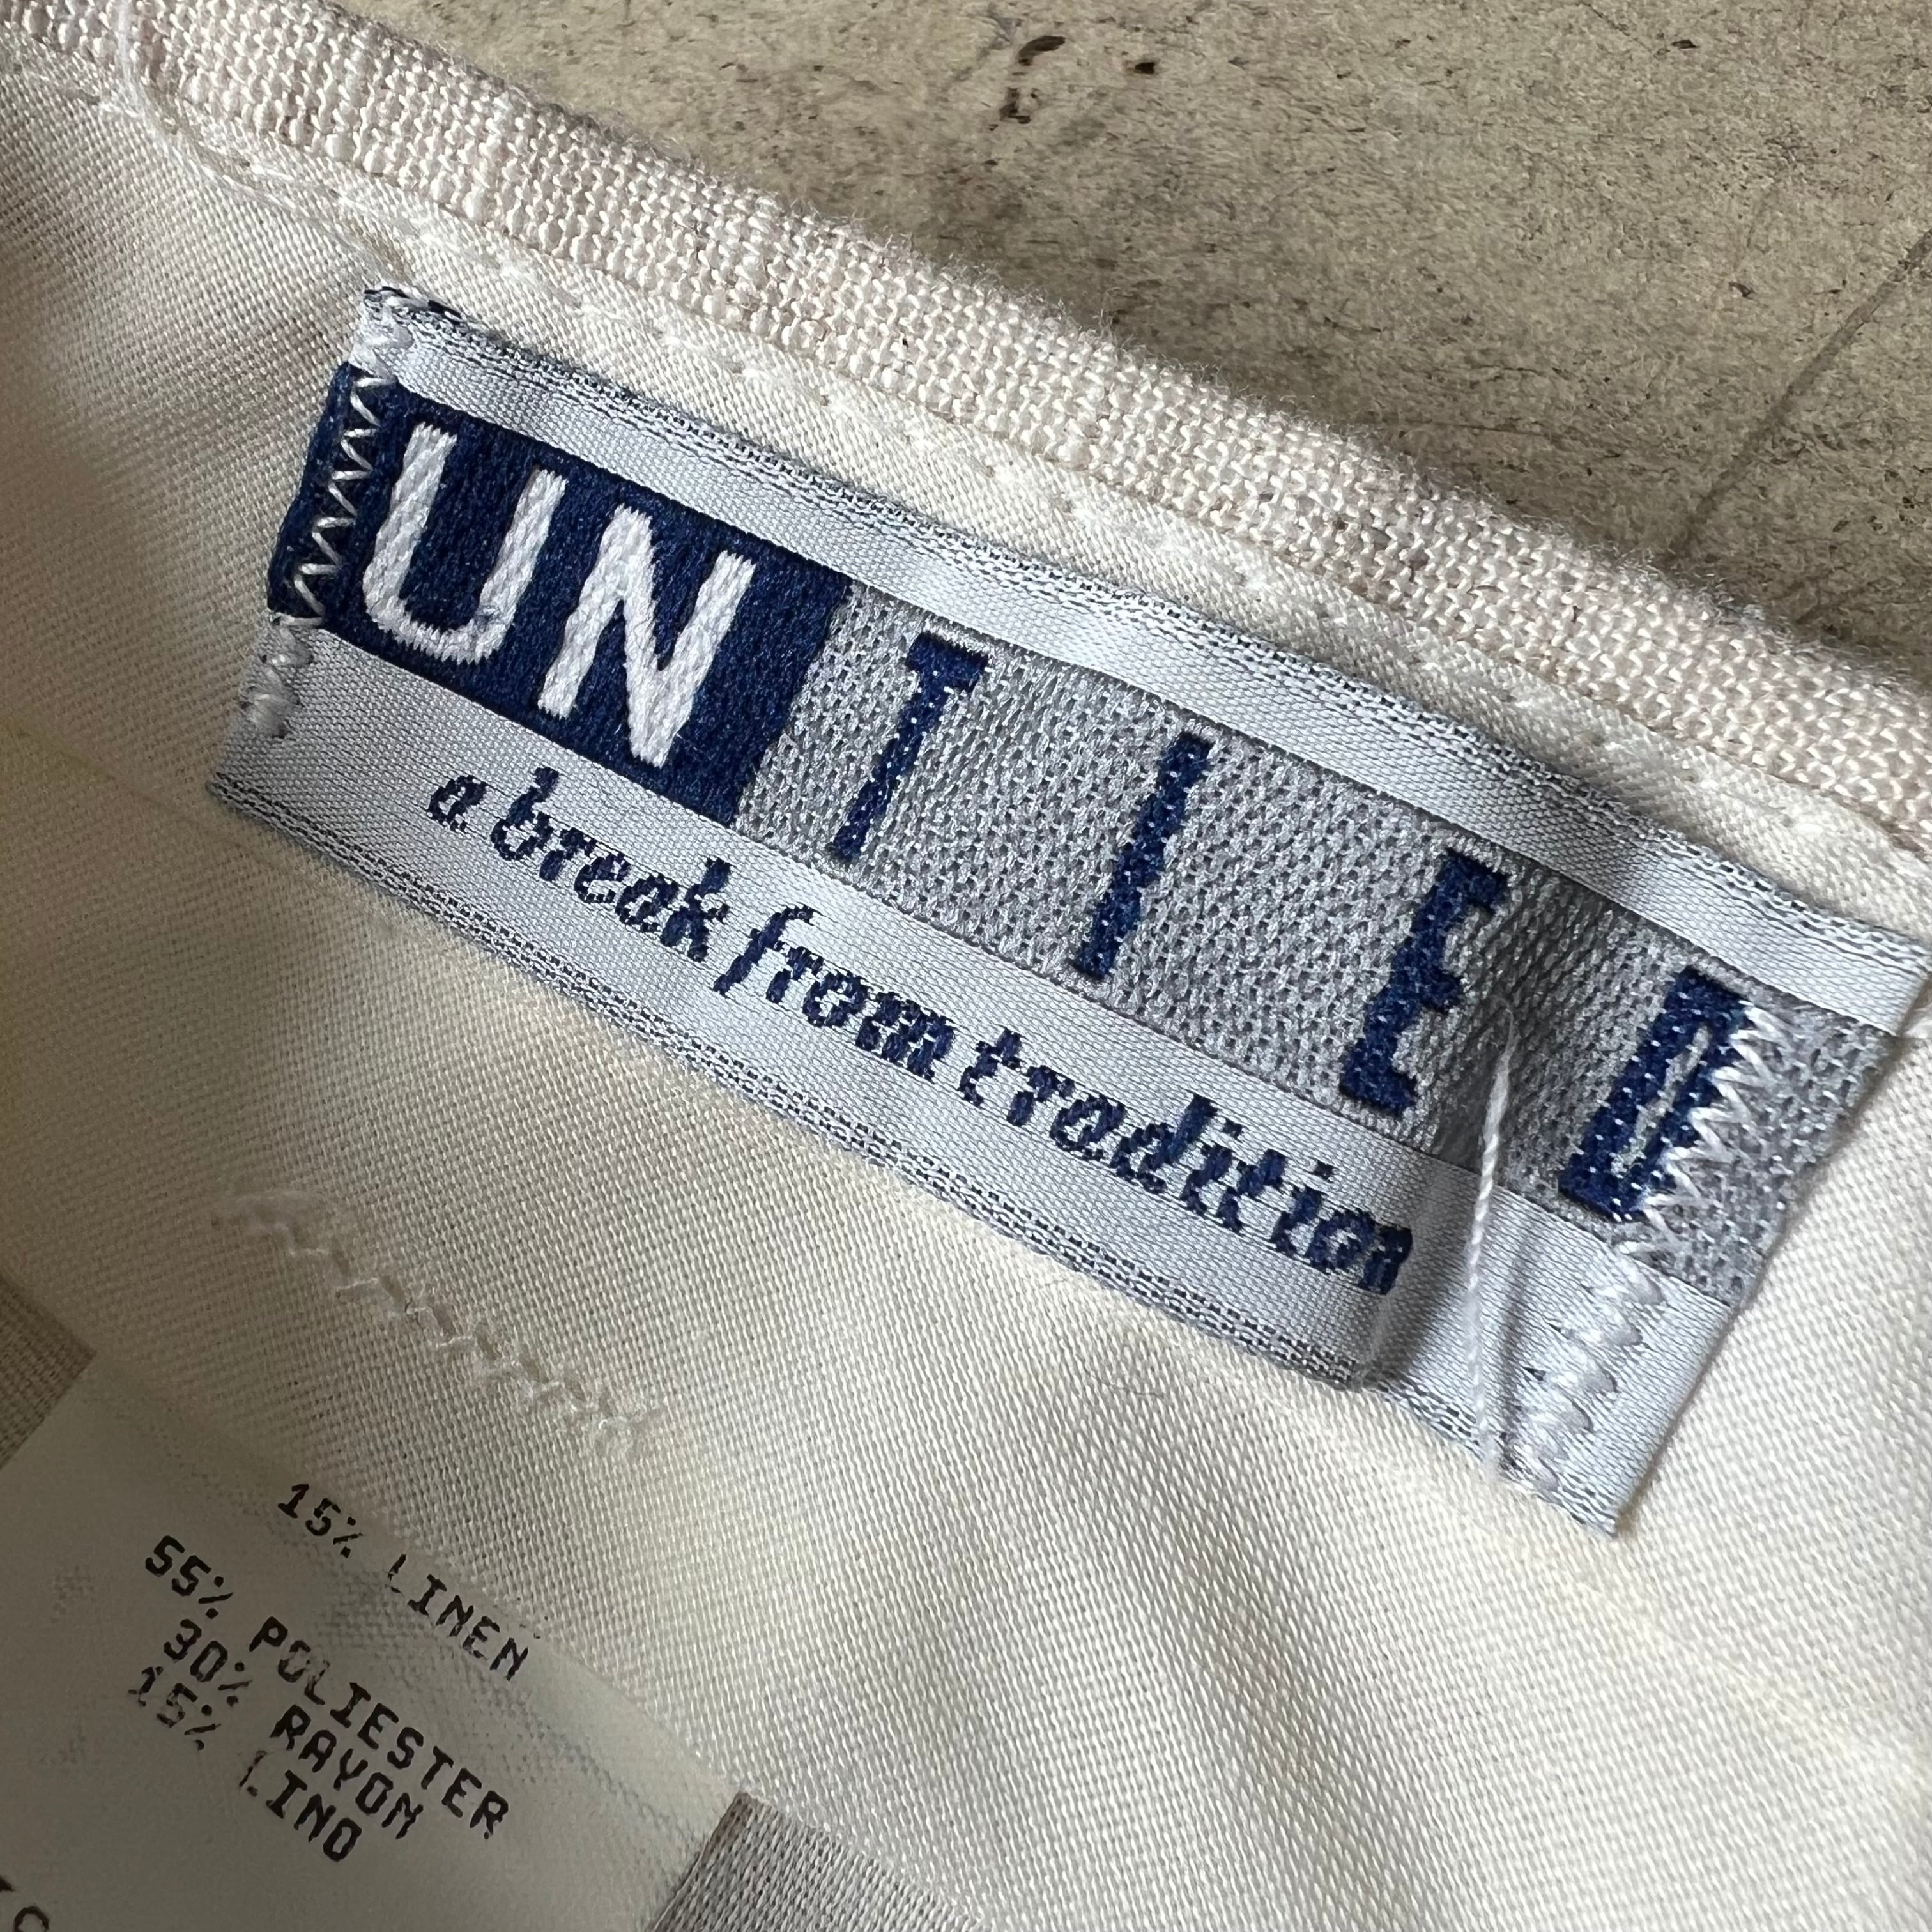 UNTIED
a break from tradition
15% LINEN
55% POLIESTER
30% RAYON
15% LINO